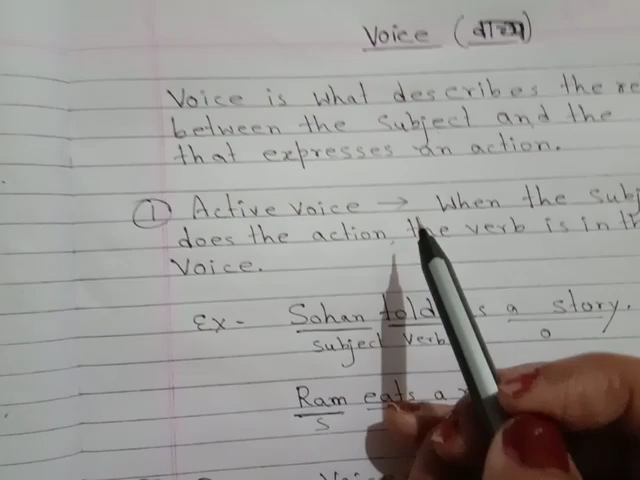 Voice (वाच्य)
Voice is what describes the
between the subject and the
that expresses an action.
① Active voice → When the
does the action, the verb is in
Voice.
Ex- Sohan told a story.
subject verb o
Ram eats a
S